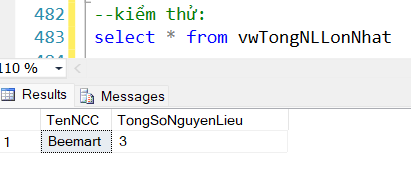 482 --kiểm thử:
483 select * from vwTongNLLonNhat
110 %
Results Messages
TenNCC TongSoNguyenLieu
1 Beemart 3